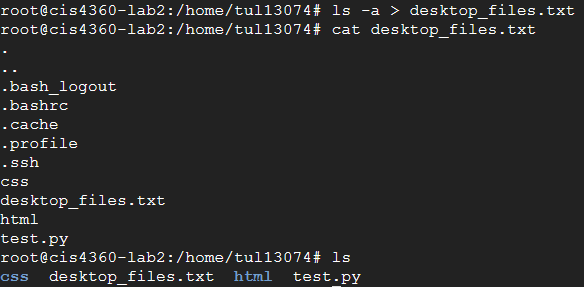 root@cis4360-lab2:/home/tul13074# ls -a > desktop_files.txt
root@cis4360-lab2:/home/tul13074# cat desktop_files.txt
.
..
.bash_logout
.bashrc
.cache
.profile
.ssh
css
desktop_files.txt
html
test.py
root@cis4360-lab2:/home/tul13074# ls
css  desktop_files.txt  html  test.py